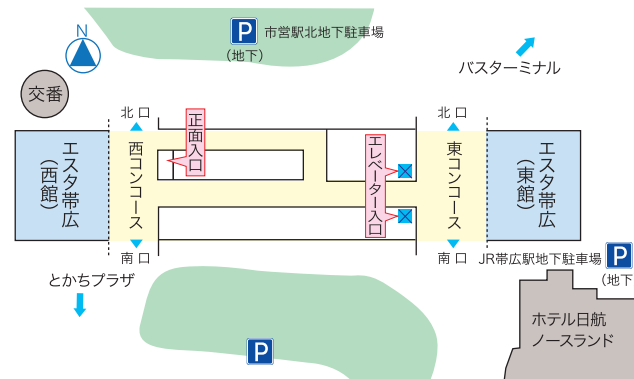 N
P 市営駅北地下駐車場
(地下)
バスターミナル
交番
北口
北口
正面入口
エレベーター入口
エスタ帯広
(西館)
西コンコース
東コンコース
エスタ帯広
(東館)
南口
南口
とかちプラザ
JR帯広駅地下駐車場 P
(地下
ホテル日航
ノースランド
P